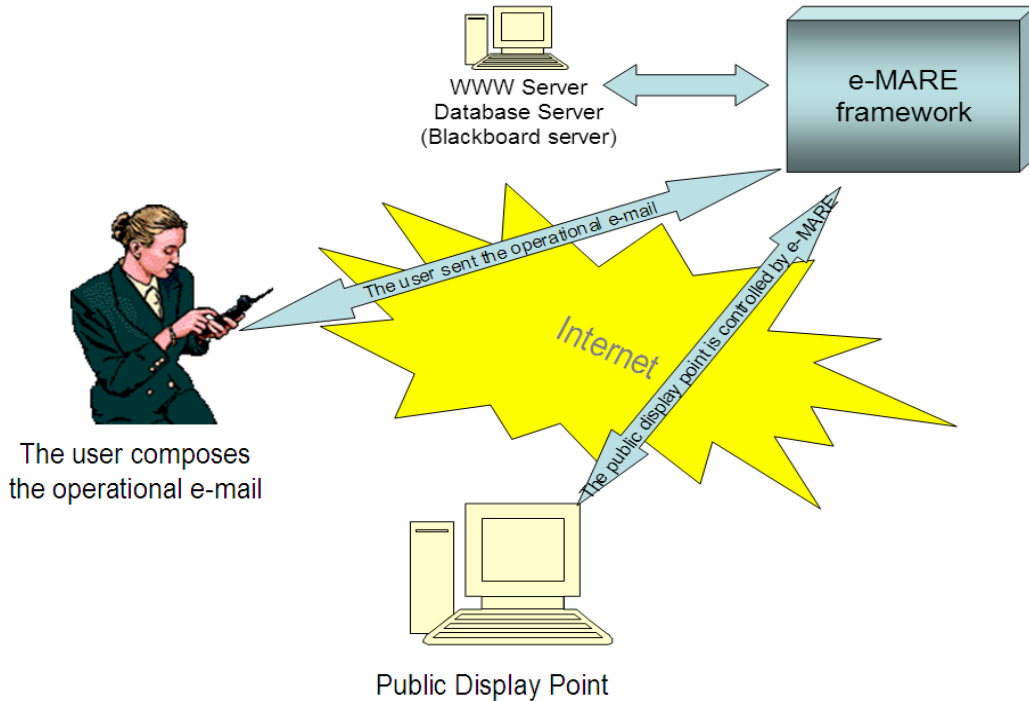 WWW Server
Database Server
(Blackboard server)
e-MARE
framework
The user sent the operational e-mail
The public display point is controlled by e-MARE
Internet
The user composes
the operational e-mail
Public Display Point